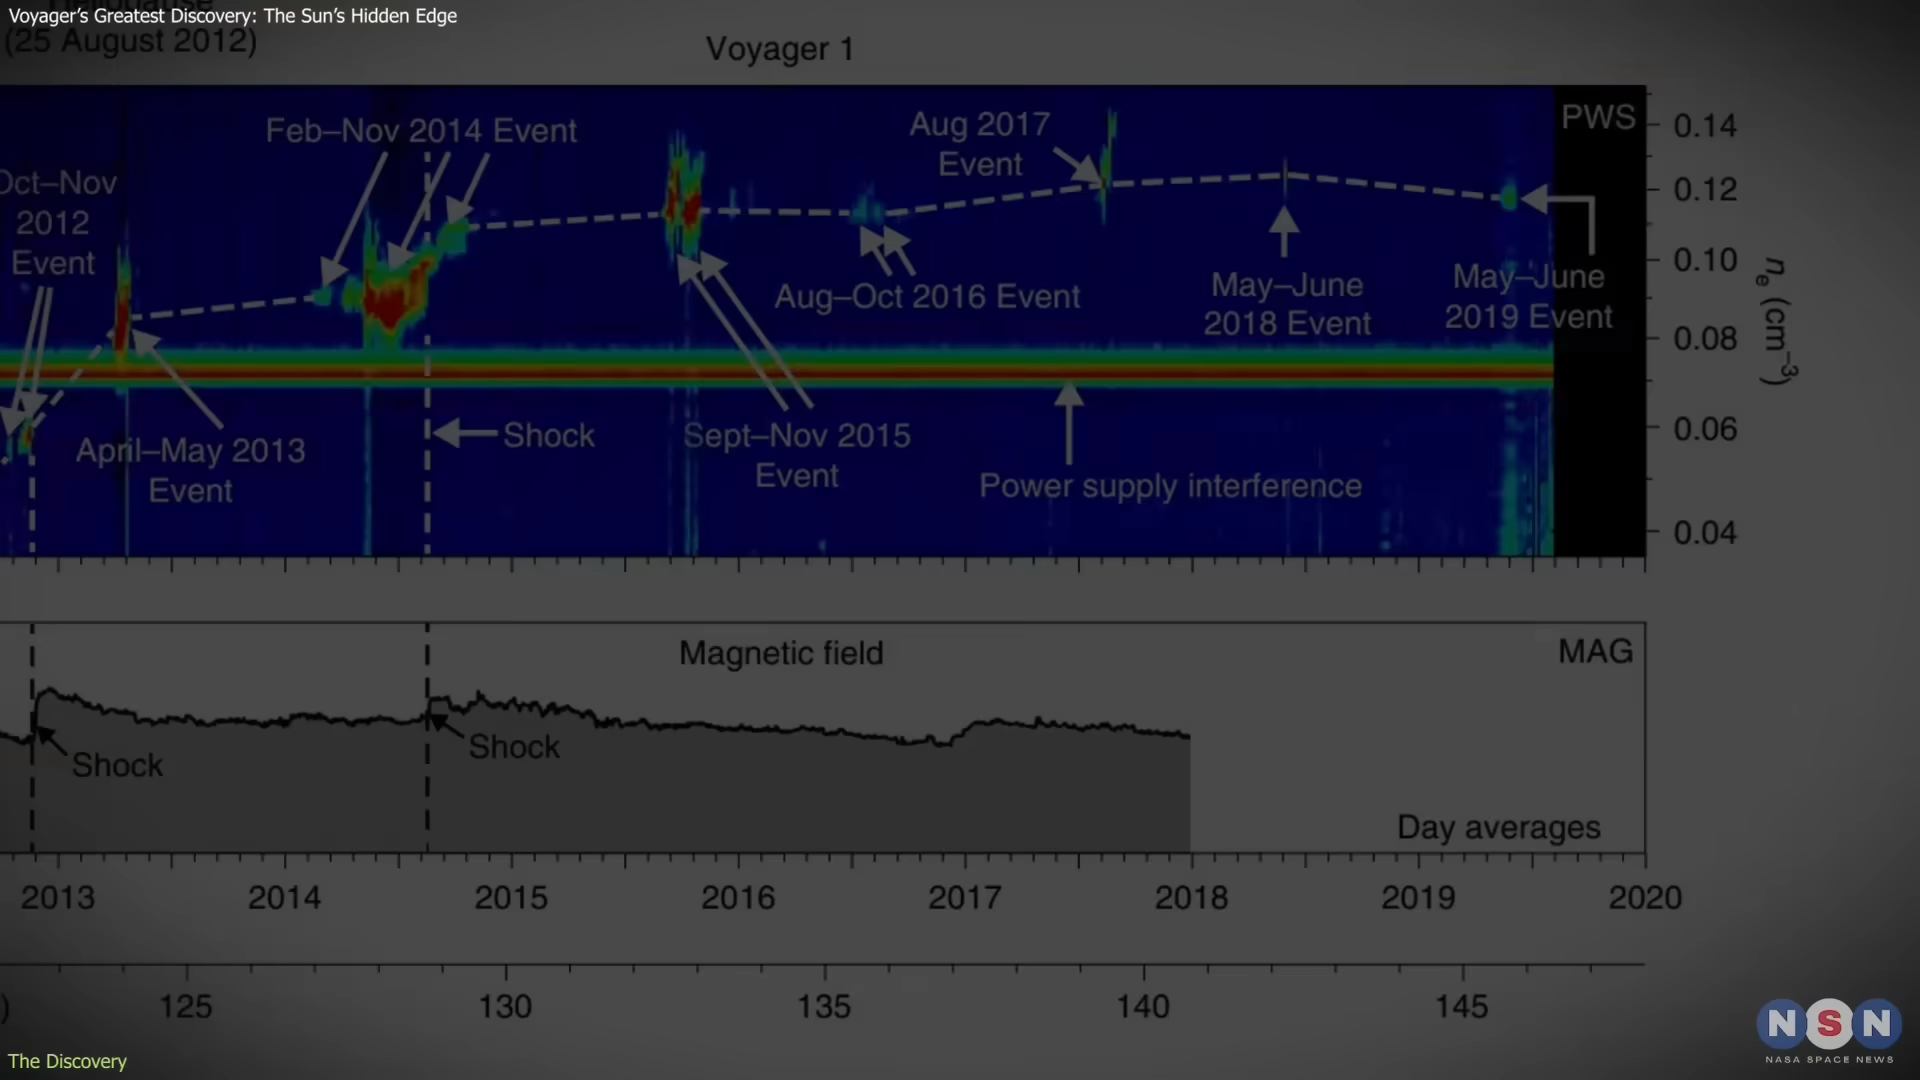 Heliopause
Voyager's Greatest Discovery: The Sun's Hidden Edge
(25 August 2012)
Voyager 1
PWS
Feb–Nov 2014 Event
Aug 2017
Event
Oct–Nov
2012
Event
Aug–Oct 2016 Event
May–June
2018 Event
May–June
2019 Event
April–May 2013
Event
Shock
Sept–Nov 2015
Event
Power supply interference
0.14
0.12
0.10
0.08
0.06
0.04
nₑ (cm⁻³)
Magnetic field
MAG
Shock
Shock
Day averages
2013 2014 2015 2016 2017 2018 2019 2020
) 125 130 135 140 145
NSN
NASA SPACE NEWS
The Discovery